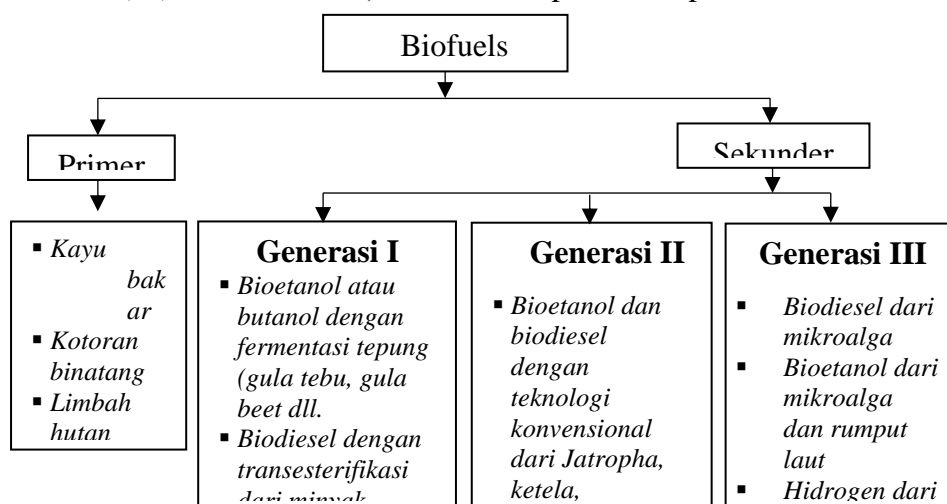 Biofuels
Primer
Sekunder
▪ Kayu
bak
ar
▪ Kotoran
binatang
▪ Limbah
hutan
Generasi I
▪ Bioetanol atau
butanol dengan
fermentasi tepung
(gula tebu, gula
beet dll.
▪ Biodiesel dengan
transesterifikasi
dari minyak
Generasi II
▪ Bioetanol dan
biodiesel
dengan
teknologi
konvensional
dari Jatropha,
ketela,
Generasi III
▪ Biodiesel dari
mikroalga
▪ Bioetanol dari
mikroalga
dan rumput
laut
▪ Hidrogen dari